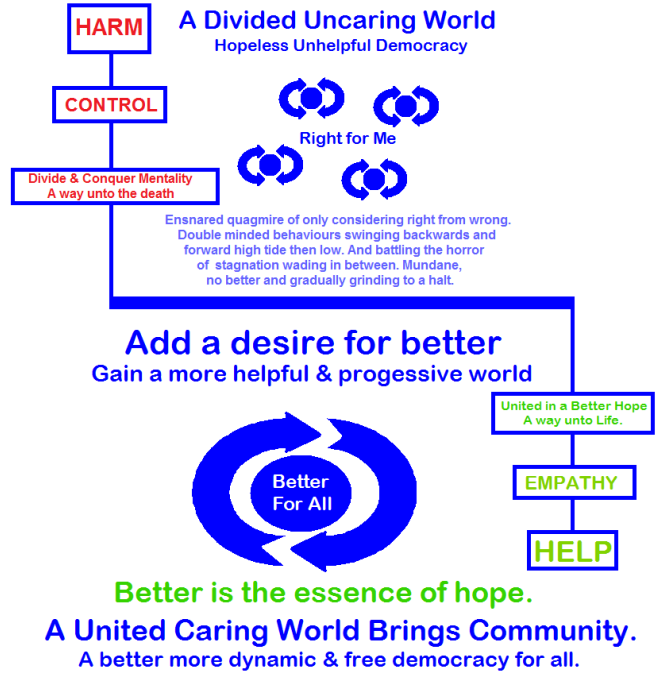 HARM
A Divided Uncaring World
Hopeless Unhelpful Democracy
CONTROL
Right for Me
Divide & Conquer Mentality
A way unto the death
Ensnared quagmire of only considering right from wrong.
Double minded behaviours swinging backwards and
forward high tide then low. And battling the horror
of stagnation wading in between. Mundane,
no better and gradually grinding to a halt.
Add a desire for better
Gain a more helpful & progessive world
United in a Better Hope
A way unto Life.
Better
For All
EMPATHY
HELP
Better is the essence of hope.
A United Caring World Brings Community.
A better more dynamic & free democracy for all.